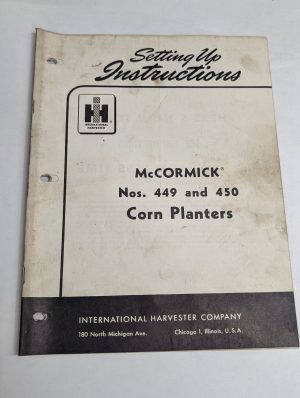 Setting Up
Instructions
IH
INTERNATIONAL
HARVESTER
McCORMICK®
Nos. 449 and 450
Corn Planters
INTERNATIONAL HARVESTER COMPANY
180 North Michigan Ave. Chicago 1, Illinois, U.S.A.